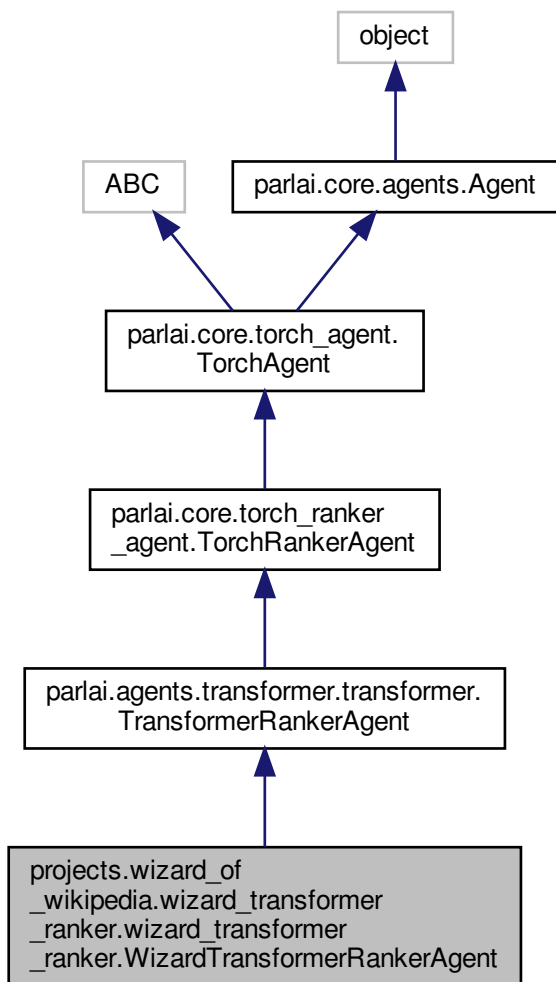 object
ABC
parlai.core.agents.Agent
parlai.core.torch_agent.
TorchAgent
parlai.core.torch_ranker
_agent.TorchRankerAgent
parlai.agents.transformer.transformer.
TransformerRankerAgent
projects.wizard_of
_wikipedia.wizard_transformer
_ranker.wizard_transformer
_ranker.WizardTransformerRankerAgent